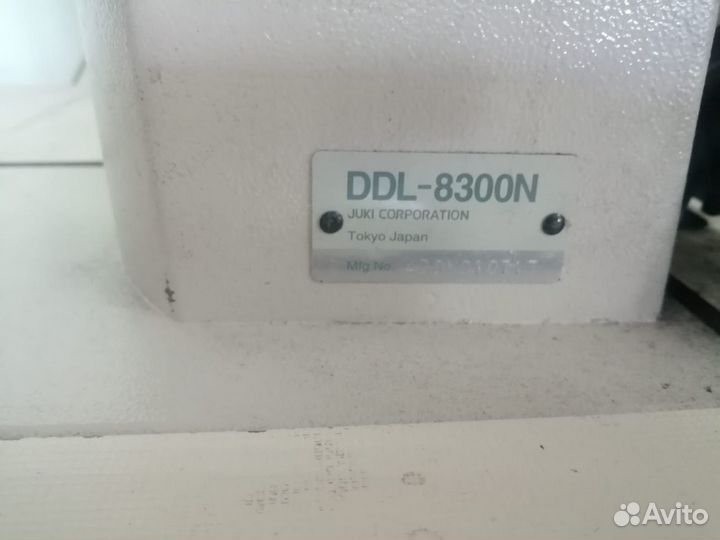 DDL-8300N
JUKI CORPORATION
Tokyo Japan
Mfg No.
Avito